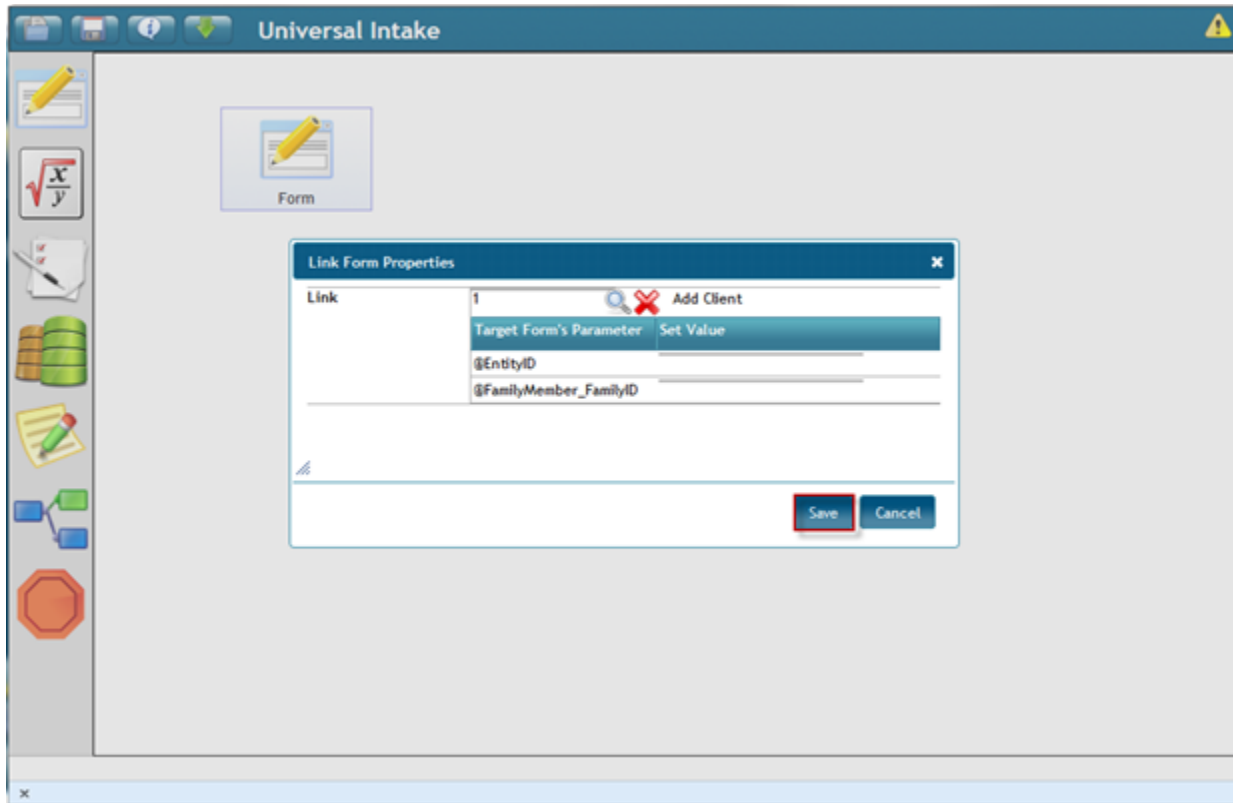 Universal Intake
x
y
Form
Link Form Properties
Link 1 Add Client
Target Form's Parameter Set Value
@EntityID
@FamilyMember_FamilyID
Save Cancel